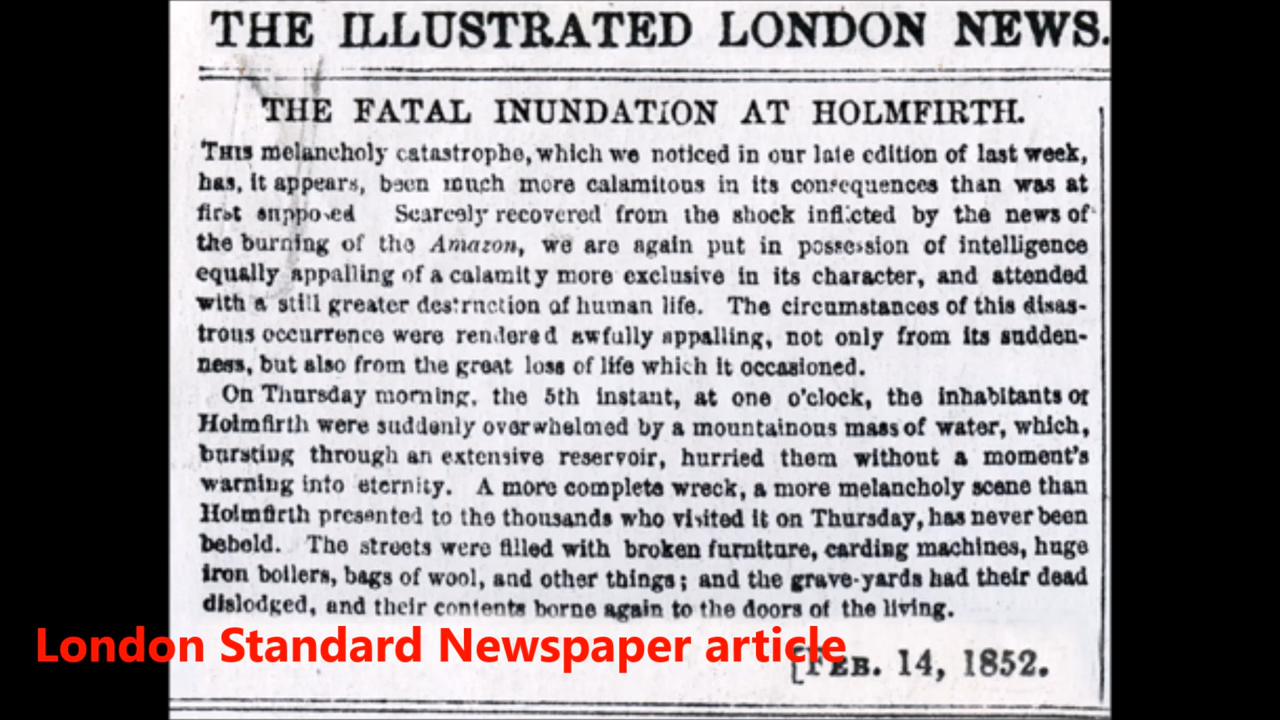 THE ILLUSTRATED LONDON NEWS.
THE FATAL INUNDATION AT HOLMFIRTH.
THIS melancholy catastrophe, which we noticed in our late edition of last week,
has, it appears, been much more calamitous in its consequences than was at
first supposed Scarcely recovered from the shock inflicted by the news of
the burning of the Amazon, we are again put in possession of intelligence
equally appalling of a calamity more exclusive in its character, and attended
with a still greater destruction of human life. The circumstances of this disas-
trous occurrence were rendered awfully appalling, not only from its sudden-
ness, but also from the great loss of life which it occasioned.
On Thursday morning, the 5th instant, at one o'clock, the inhabitants of
Holmfirth were suddenly overwhelmed by a mountainous mass of water, which,
bursting through an extensive reservoir, hurried them without a moment's
warning into eternity. A more complete wreck, a more melancholy scene than
Holmfirth presented to the thousands who visited it on Thursday, has never been
beheld. The streets were filled with broken furniture, carding machines, huge
iron boilers, bags of wool, and other things; and the grave-yards had their dead
dislodged, and their contents borne again to the doors of the living.
London Standard Newspaper article
[FEB. 14, 1852.